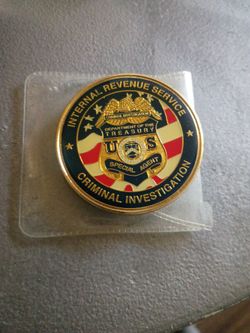 INTERNAL REVENUE SERVICE
DEPARTMENT OF THE
TREASURY
U S
SPECIAL AGENT
CRIMINAL INVESTIGATION